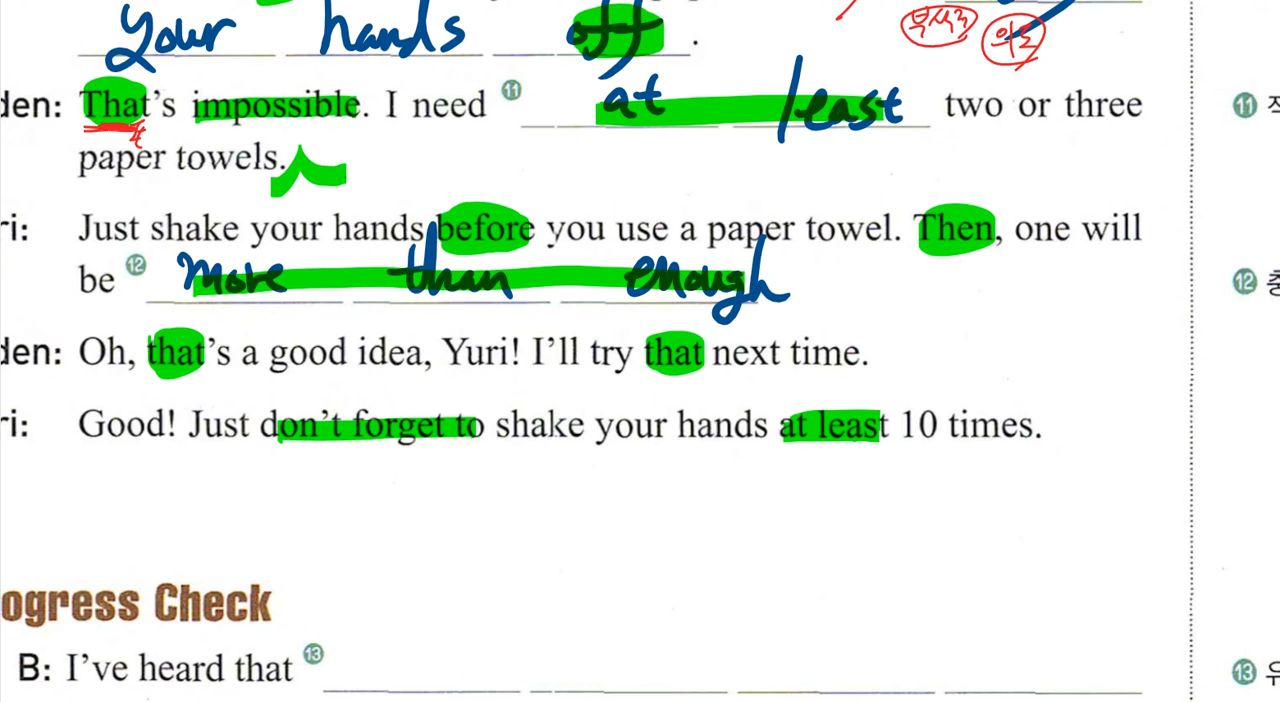 your hands off.
부사구
의도
den: That's impossible. I need ⑪ at least two or three
paper towels.
ri: Just shake your hands before you use a paper towel. Then, one will
be ⑫ more than enough
den: Oh, that's a good idea, Yuri! I'll try that next time.
ri: Good! Just don't forget to shake your hands at least 10 times.
ogress Check
B: I've heard that ⑬
⑪
⑫
⑬